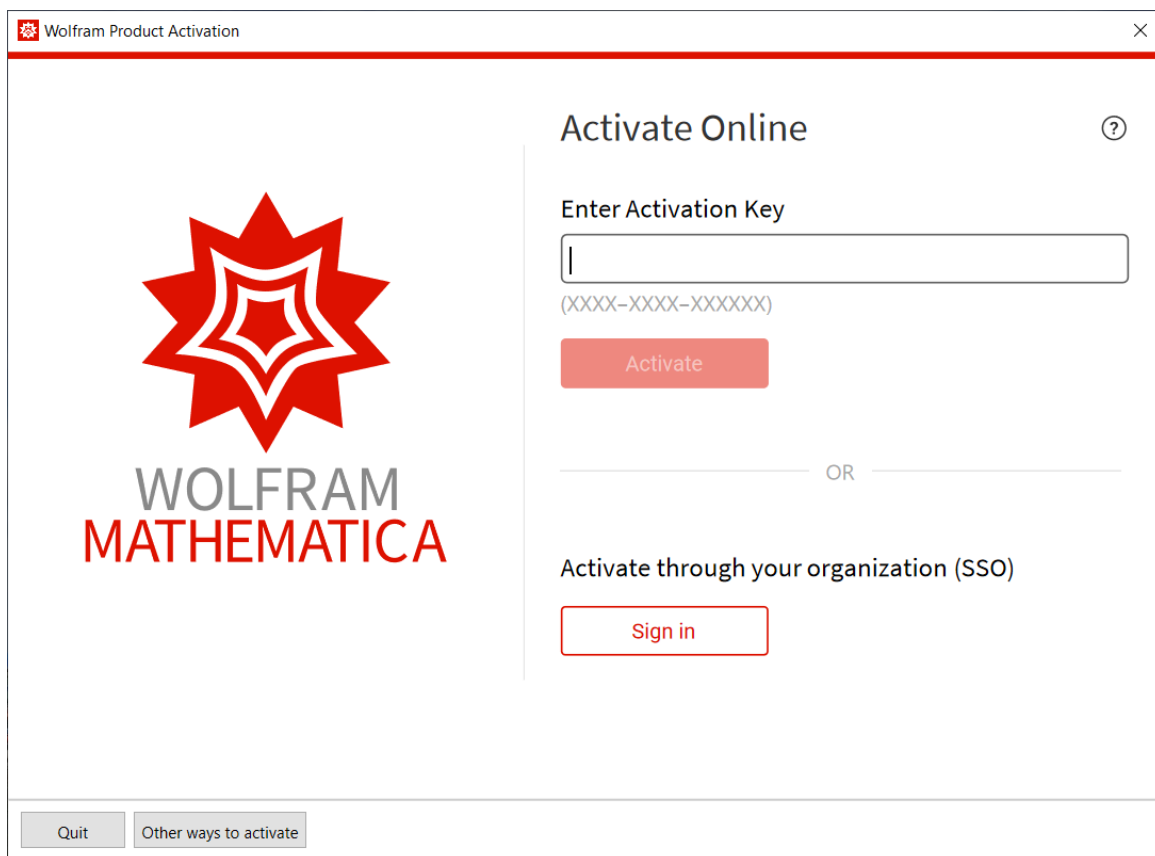 Wolfram Product Activation
Activate Online
?
Enter Activation Key
(XXXX–XXXX–XXXXXX)
Activate
WOLFRAM
MATHEMATICA
OR
Activate through your organization (SSO)
Sign in
Quit
Other ways to activate